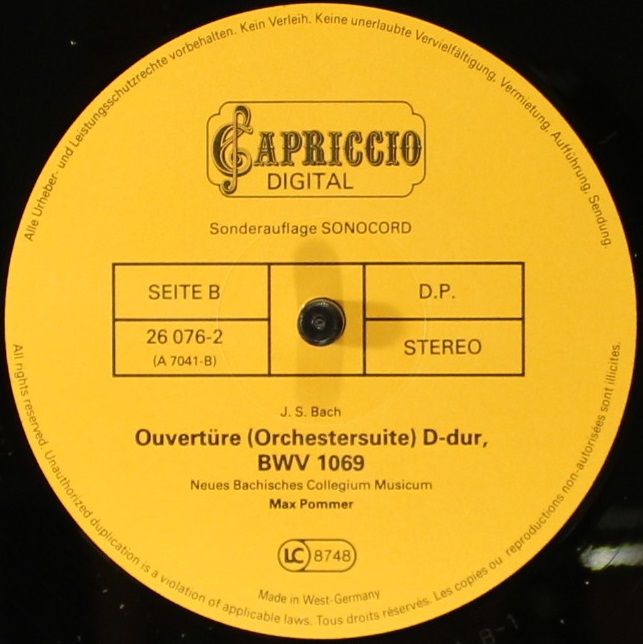 Alle Urheber- und Leistungsschutzrechte vorbehalten. Kein Verleih. Keine unerlaubte Vervielfältigung, Vermietung, Aufführung, Sendung.
CAPRICCIO
DIGITAL
Sonderauflage SONOCORD
SEITE B
D.P.
26 076-2
(A 7041-B)
STEREO
J. S. Bach
Ouvertüre (Orchestersuite) D-dur,
BWV 1069
Neues Bachisches Collegium Musicum
Max Pommer
LC 8748
Made in West-Germany
All rights reserved. Unauthorized duplication is a violation of applicable laws. Tous droits réservés. Les copies ou reproductions non-autorisées sont illicites.
B-1